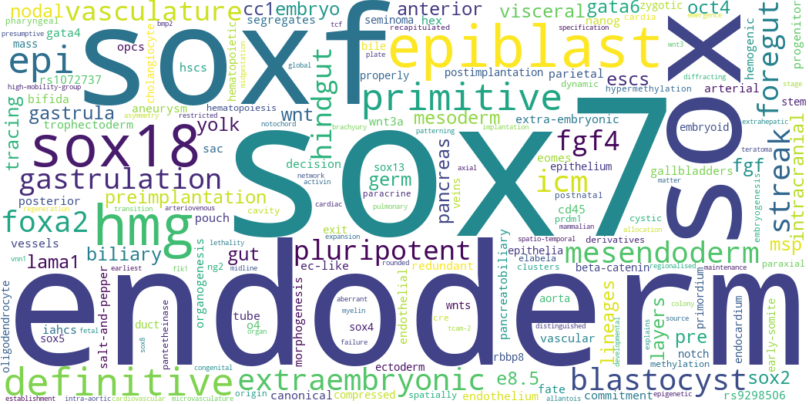 nodal
vasculature
cc1
embryo
anterior
visceral
gata6
zygotic
oct4
pharyngeal
gata4
tcf
bmp2
segregates
seminoma
hex
nanog
cardia
emergence
presumptive
opcs
cholangiocyte
hematopoietic
midgestation
recapitulated
specification
wnt3
progenitor
epi
soxf
epiblast
sox
foregut
mass
rs1072737
hscs
global
bile
plate
properly
postimplantation
parietal
dynamic
escs
diffracting
hemogenic
high-mobility-group
bifida
aneurysm
hematopoiesis
hindgut
primitive
hypermethylation
arterial
stage
stem
tracing
gastrula
trophectoderm
asymmetry
restricted
notochord
wnt
wnt3a
brachyury
mesoderm
patterning
extra-embryonic
implantation
embryoid
streak
extrahepatic
teratoma
sox18
yolk
sac
sox7
decision
network
activin
sox13
germ
paracrine
axial
pancreas
eomes
fgf4
epithelium
fgf
gallbladders
matter
embryogenesis
intracranial
gastrulation
preimplantation
cavity
cardiac
veins
pulmonary
icm
cd45
prdm1
postnatal
mammalian
cystic
allocation
msp
posterior
regeneration
arteriovenous
transition
pouch
exit
expansion
spatio-temporal
derivatives
foxa2
hmg
vessels
biliary
lethality
vnn1
earliest
flk1
gut
midline
ng2
pluripotent
rounded
ec-like
redundant
epithelia
elabela
clusters
mesendoderm
beta-catenin
regionalised
maintenance
paraxial
lama1
endoderm
oligodendrocyte
iahcs
fetal
sox5
salt-and-pepper
duct
sox8
pantetheinase
organogenesis
tube
o4
organ
morphogenesis
aberrant
myelin
sox4
failure
endothelial
wnts
cre
tcam-2
pancreatobiliary
aorta
vascular
rbbp8
distinguished
lineages
developmental
explains
layers
colony
source
primordium
pre
notch
methylation
endocardium
early-somite
congenital
ectoderm
definitive
extraembryonic
e8.5
blastocyst
sox2
establishment
intra-aortic
cardiovascular
microvasculature
origin
canonical
compressed
spatially
endothelium
fate
allantois
commitment
epigenetic
rs9298506